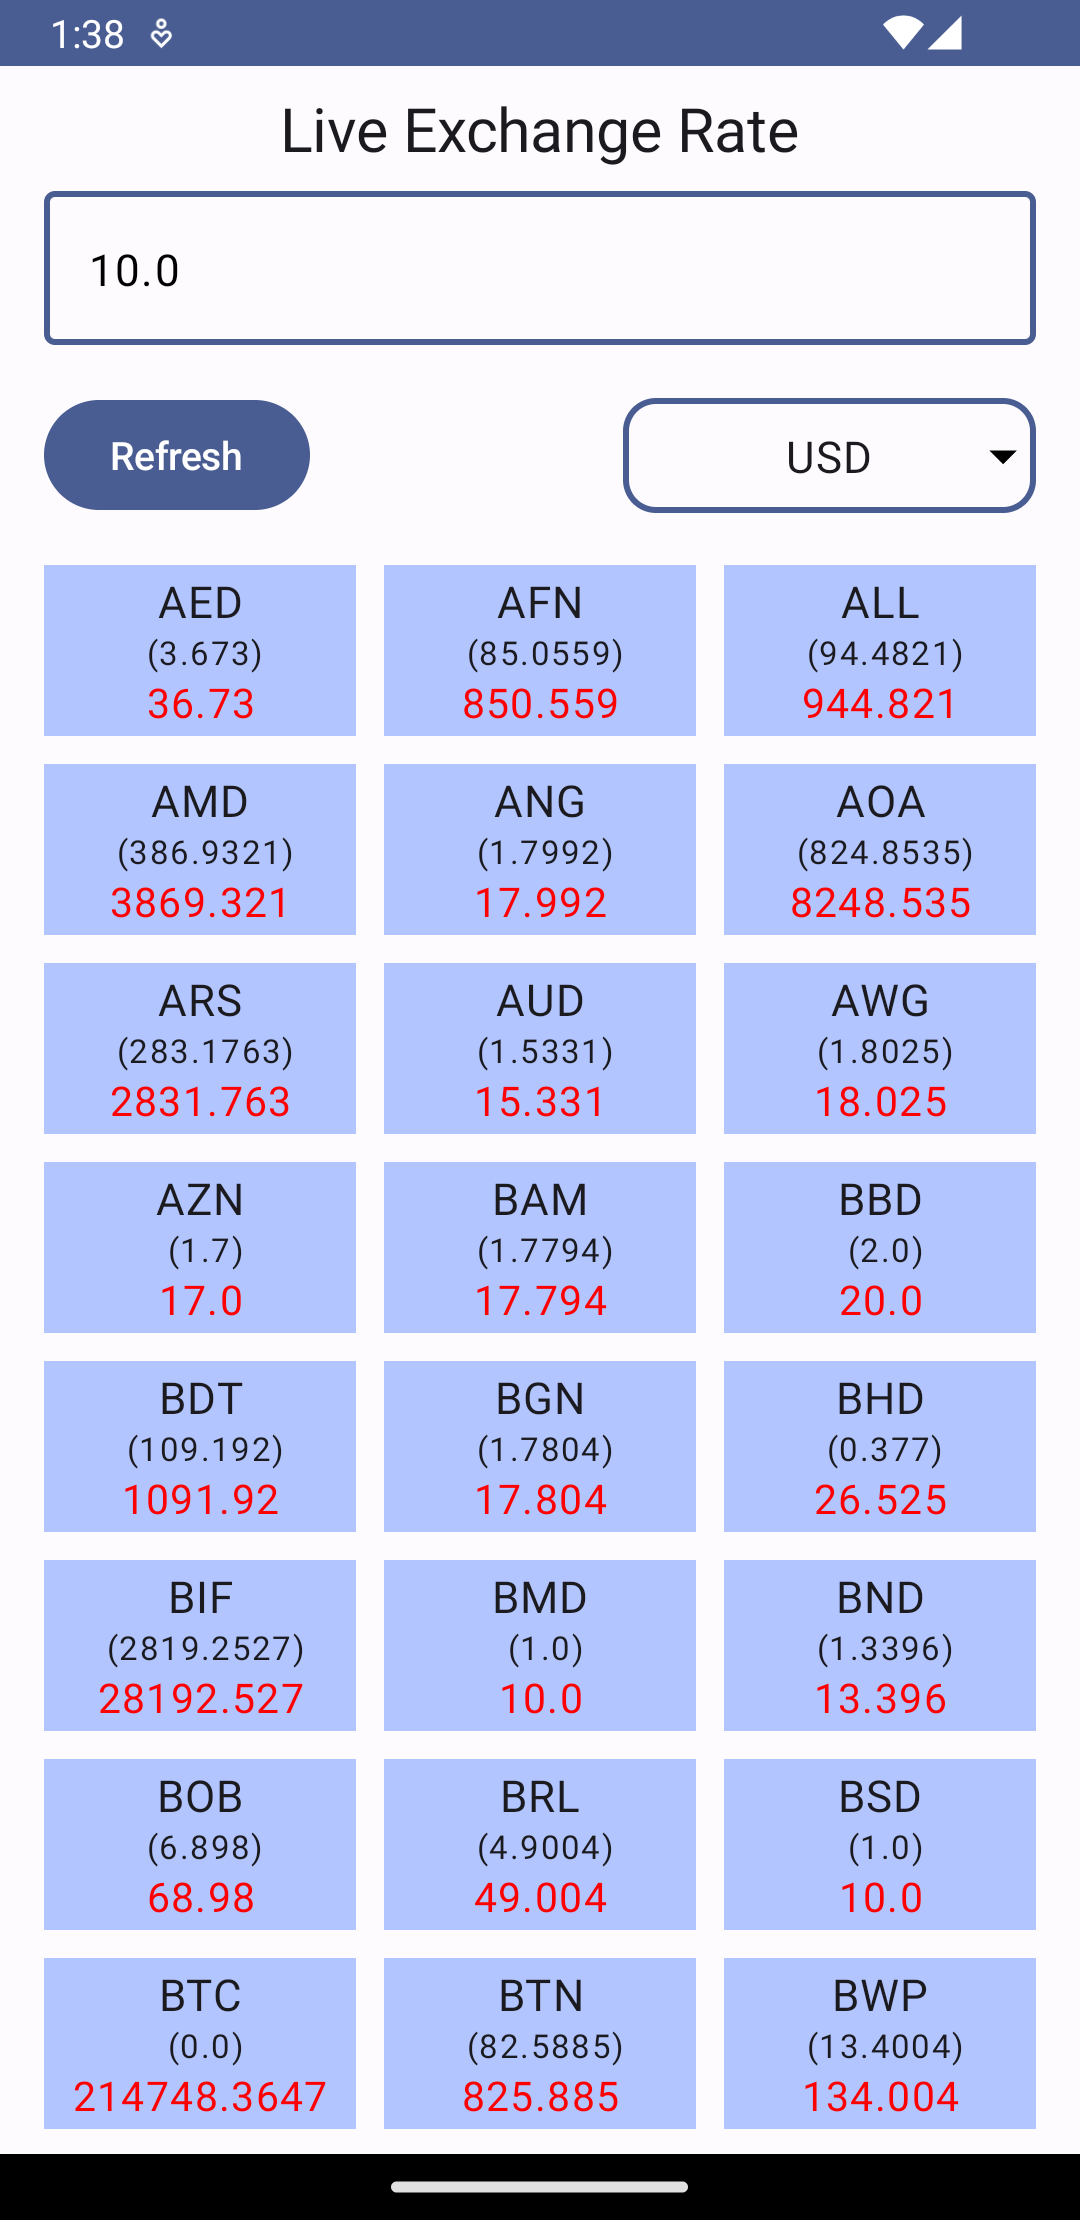 1:38
Live Exchange Rate
10.0
Refresh
USD
AED
(3.673)
36.73
AFN
(85.0559)
850.559
ALL
(94.4821)
944.821
AMD
(386.9321)
3869.321
ANG
(1.7992)
17.992
AOA
(824.8535)
8248.535
ARS
(283.1763)
2831.763
AUD
(1.5331)
15.331
AWG
(1.8025)
18.025
AZN
(1.7)
17.0
BAM
(1.7794)
17.794
BBD
(2.0)
20.0
BDT
(109.192)
1091.92
BGN
(1.7804)
17.804
BHD
(0.377)
26.525
BIF
(2819.2527)
28192.527
BMD
(1.0)
10.0
BND
(1.3396)
13.396
BOB
(6.898)
68.98
BRL
(4.9004)
49.004
BSD
(1.0)
10.0
BTC
(0.0)
214748.3647
BTN
(82.5885)
825.885
BWP
(13.4004)
134.004